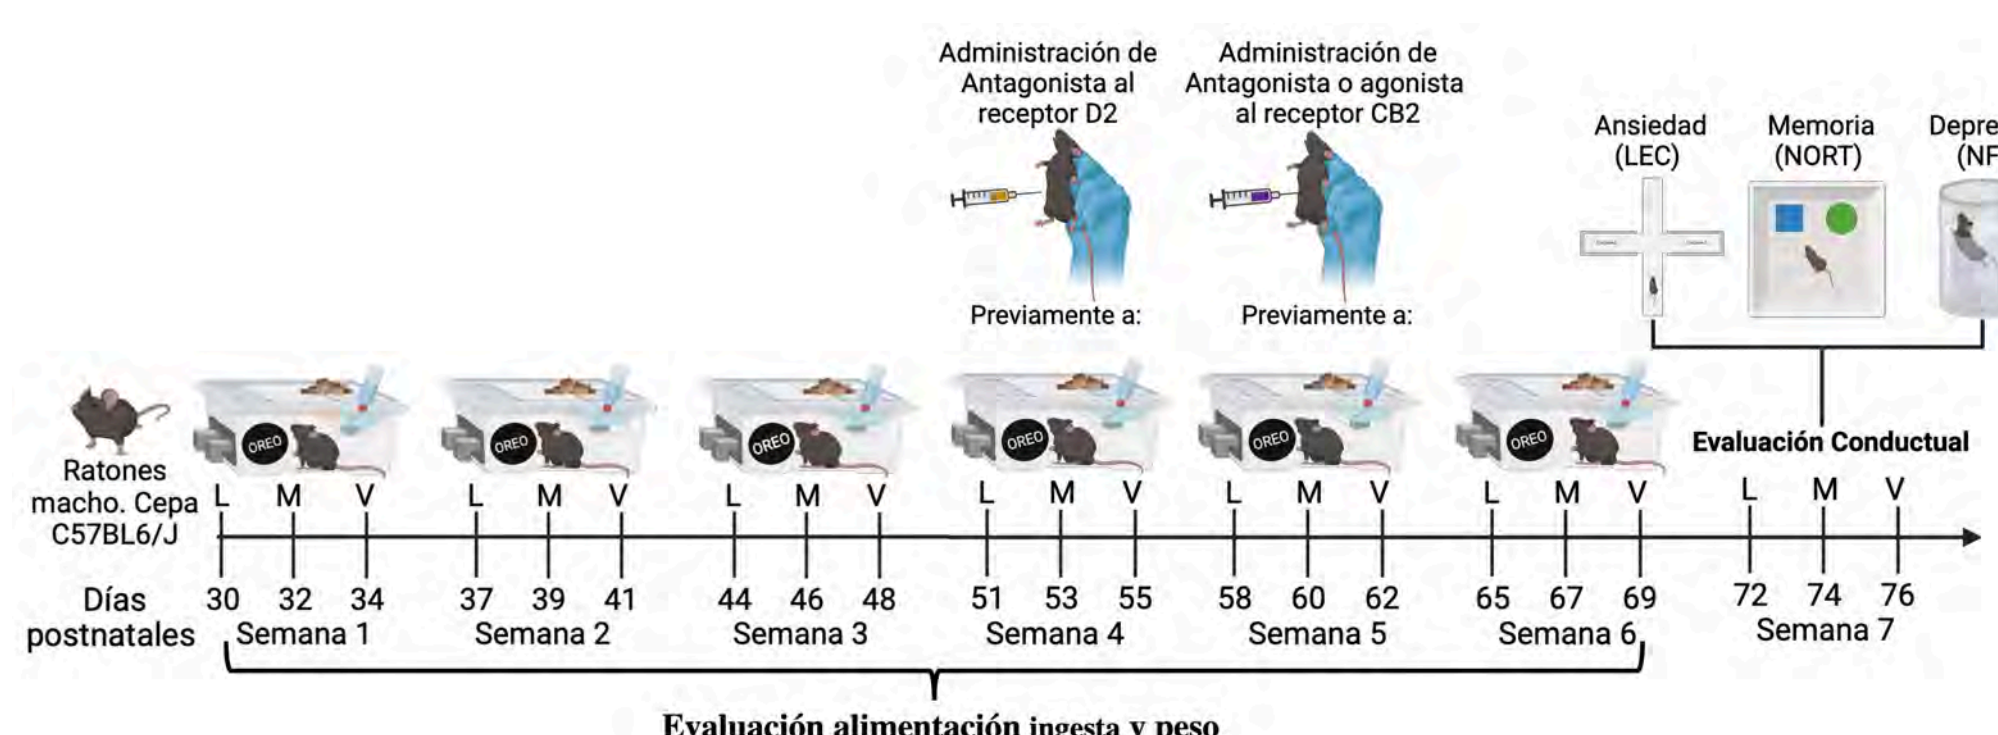 Administración de
Antagonista al
receptor D2
Administración de
Antagonista o agonista
al receptor CB2
Ansiedad
(LEC)
Memoria
(NORT)
Depre
(NF
Previamente a:
Previamente a:
OREO
OREO
OREO
OREO
OREO
OREO
Evaluación Conductual
Ratones
macho. Cepa
C57BL6/J
L M V
L M V
L M V
L M V
L M V
L M V
L M V
Días
postnatales
30 32 34
37 39 41
44 46 48
51 53 55
58 60 62
65 67 69
72 74 76
Semana 1
Semana 2
Semana 3
Semana 4
Semana 5
Semana 6
Semana 7
Evaluación alimentación ingesta y peso